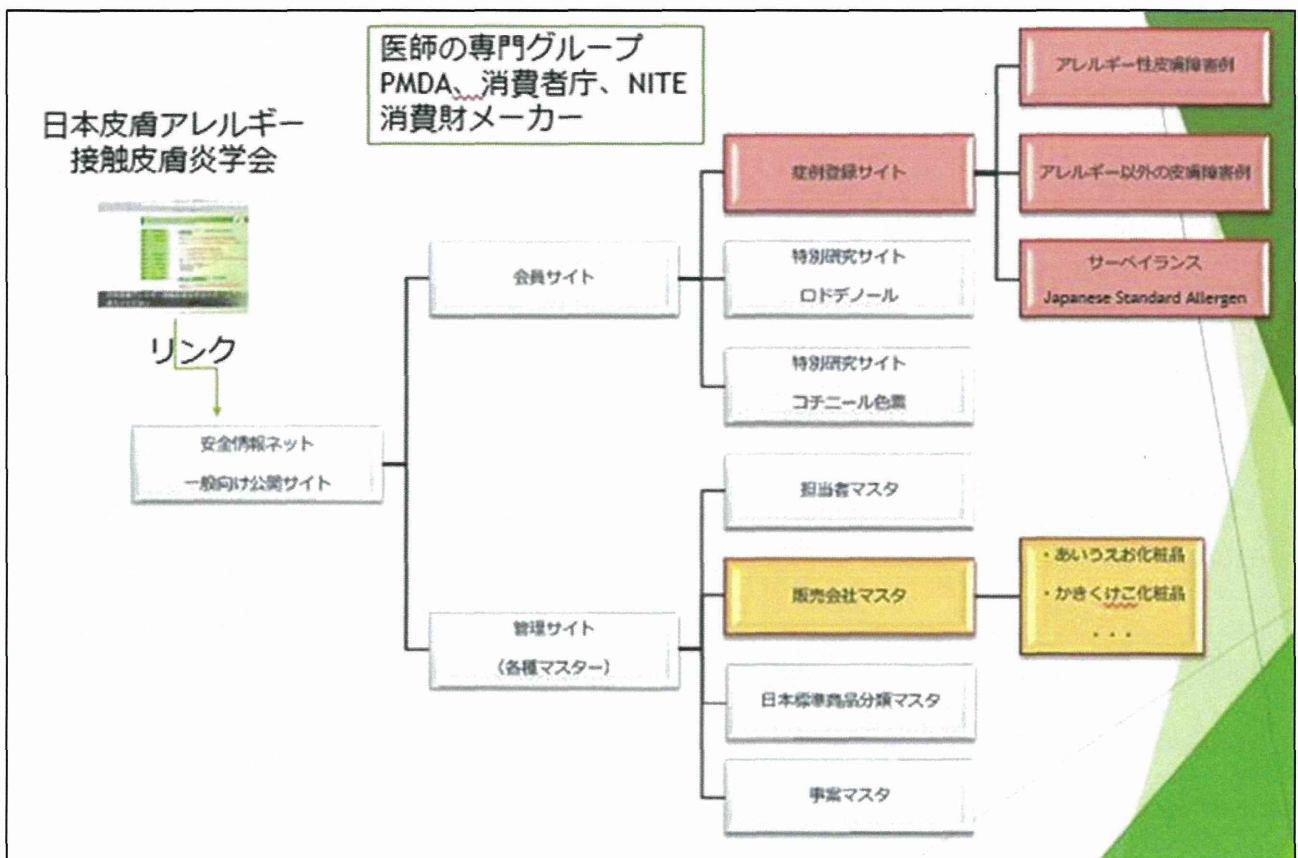 医師の専門グループ
PMDA、消費者庁、NITE
消費財メーカー
日本皮膚アレルギー
接触皮膚炎学会
リンク
安全情報ネット
一般向け公開サイト
会員サイト
管理サイト
（各種マスター）
症例登録サイト
特別研究サイト
ロドデノール
特別研究サイト
コチニール色素
担当者マスタ
販売会社マスタ
日本標準商品分類マスタ
事案マスタ
アレルギー性皮膚障害例
アレルギー以外の皮膚障害例
サーベイランス
Japanese Standard Allergen
・あいうえお化粧品
・かきくけこ化粧品
・・・